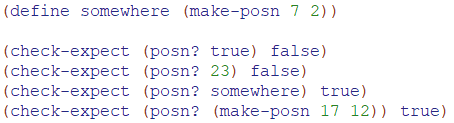 (define somewhere (make-posn 7 2))
(check-expect (posn? true) false)
(check-expect (posn? 23) false)
(check-expect (posn? somewhere) true)
(check-expect (posn? (make-posn 17 12)) true)